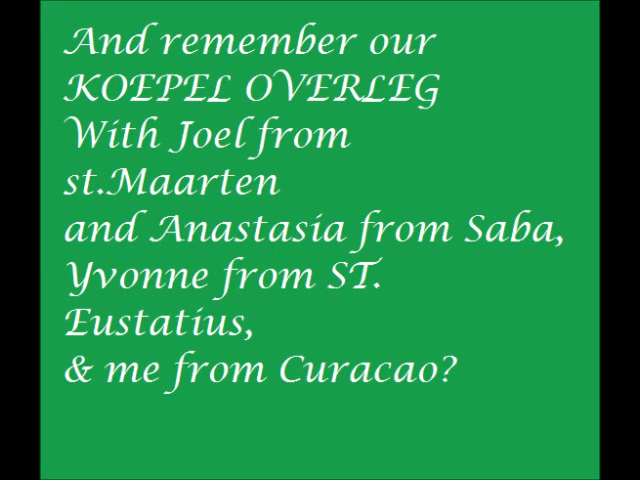 And remember our
KOEPEL OVERLEG
With Joel from
st.Maarten
and Anastasia from Saba,
Yvonne from ST.
Eustatius,
& me from Curacao?